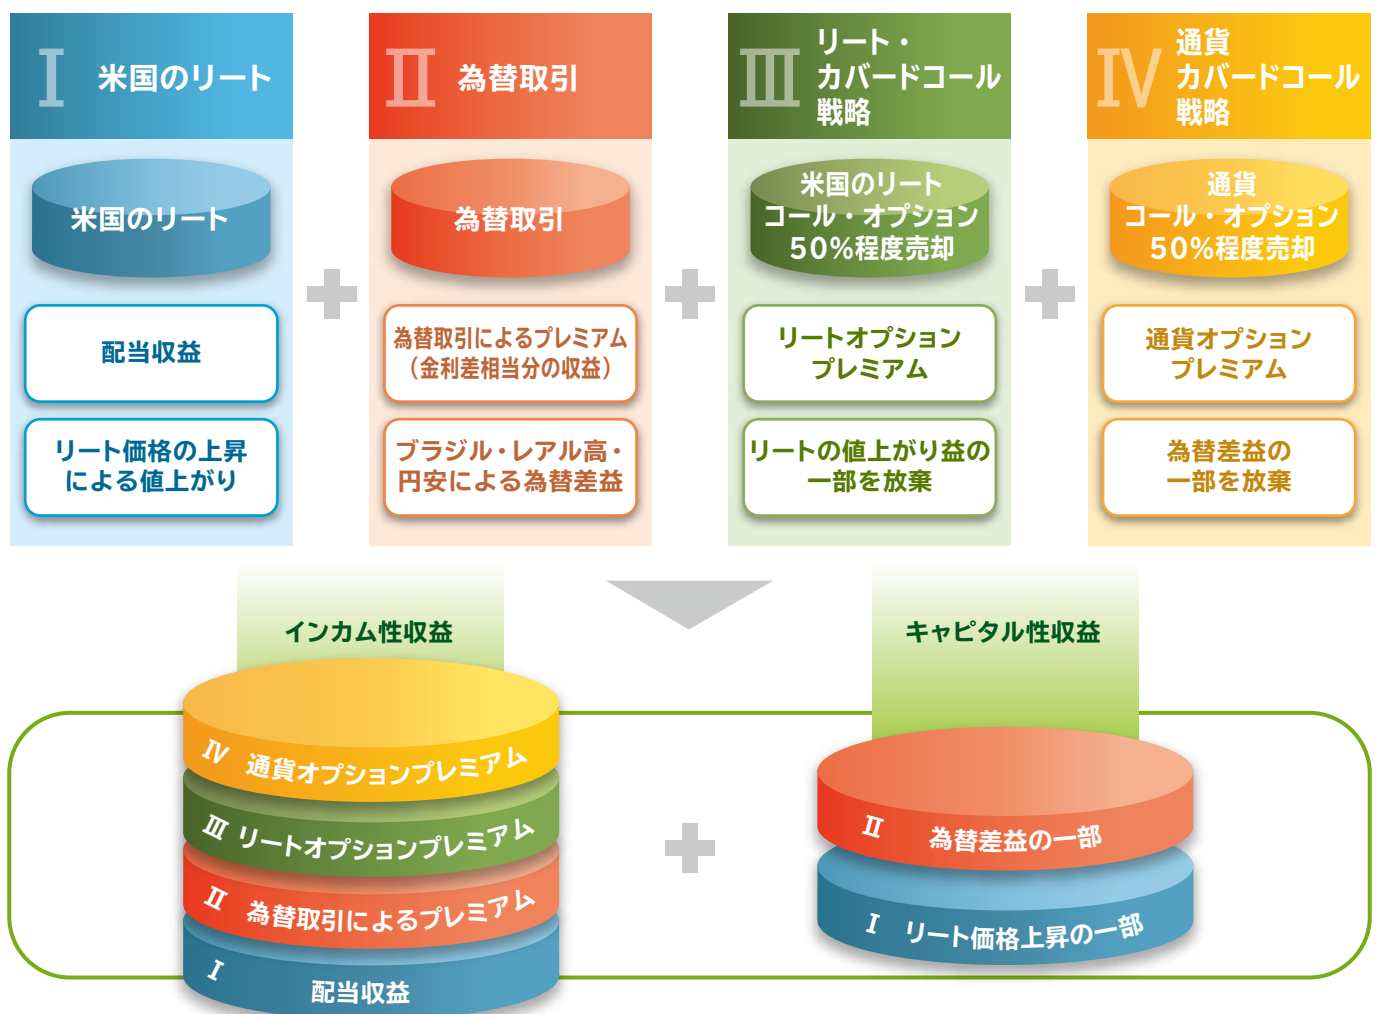 Ⅰ 米国のリート
Ⅱ 為替取引
Ⅲ リート・
カバードコール
戦略
Ⅳ 通貨
カバードコール
戦略
米国のリート
配当収益
リート価格の上昇
による値上がり
為替取引
為替取引によるプレミアム
（金利差相当分の収益）
ブラジル・レアル高・
円安による為替差益
米国のリート
コール・オプション
50％程度売却
リートオプション
プレミアム
リートの値上がり益の
一部を放棄
通貨
コール・オプション
50％程度売却
通貨オプション
プレミアム
為替差益の
一部を放棄
インカム性収益
Ⅳ 通貨オプションプレミアム
Ⅲ リートオプションプレミアム
Ⅱ 為替取引によるプレミアム
Ⅰ 配当収益
キャピタル性収益
Ⅱ 為替差益の一部
Ⅰ リート価格上昇の一部